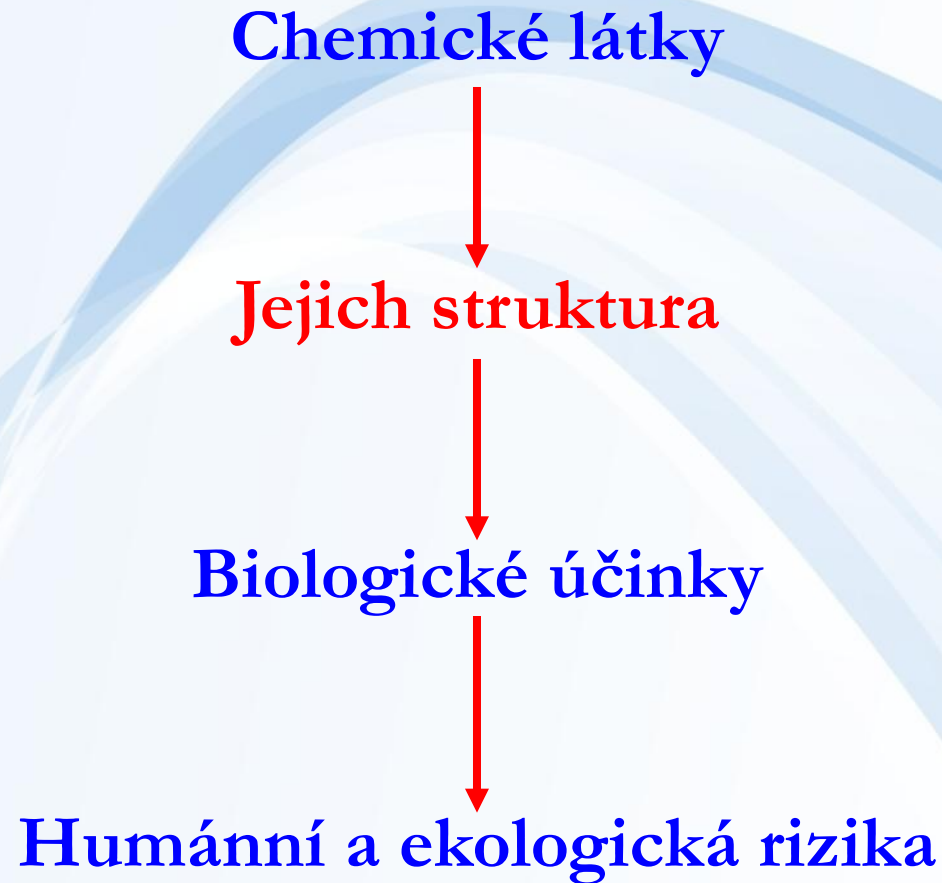 Chemické látky
Jejich struktura
Biologické účinky
Humánní a ekologická rizika